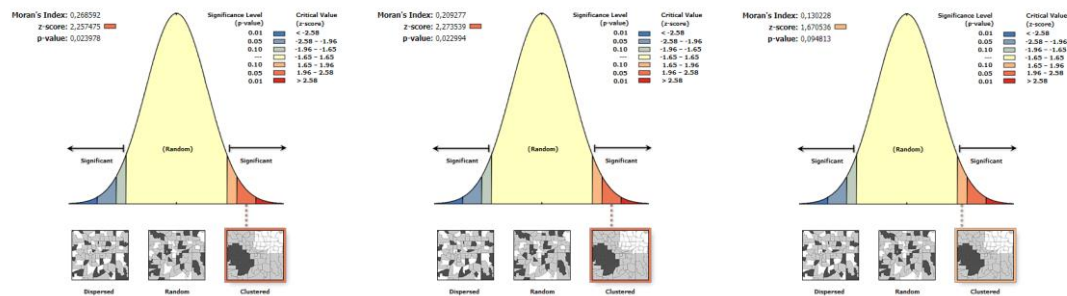 Moran's Index: 0,268592
z-score: 2,257475
p-value: 0,023978
Significance Level
(p-value)
Critical Value
(z-score)
0.01 < -2.58
0.05 -2.58 – -1.96
0.10 -1.96 – -1.65
— -1.65 – 1.65
0.10 1.65 – 1.96
0.05 1.96 – 2.58
0.01 > 2.58
(Random)
Significant
Significant
Dispersed
Random
Clustered
Moran's Index: 0,209277
z-score: 2,273539
p-value: 0,022994
Significance Level
(p-value)
Critical Value
(z-score)
0.01 < -2.58
0.05 -2.58 – -1.96
0.10 -1.96 – -1.65
— -1.65 – 1.65
0.10 1.65 – 1.96
0.05 1.96 – 2.58
0.01 > 2.58
(Random)
Significant
Significant
Dispersed
Random
Clustered
Moran's Index: 0,130228
z-score: 1,670536
p-value: 0,094813
Significance Level
(p-value)
Critical Value
(z-score)
0.01 < -2.58
0.05 -2.58 – -1.96
0.10 -1.96 – -1.65
— -1.65 – 1.65
0.10 1.65 – 1.96
0.05 1.96 – 2.58
0.01 > 2.58
(Random)
Significant
Significant
Dispersed
Random
Clustered